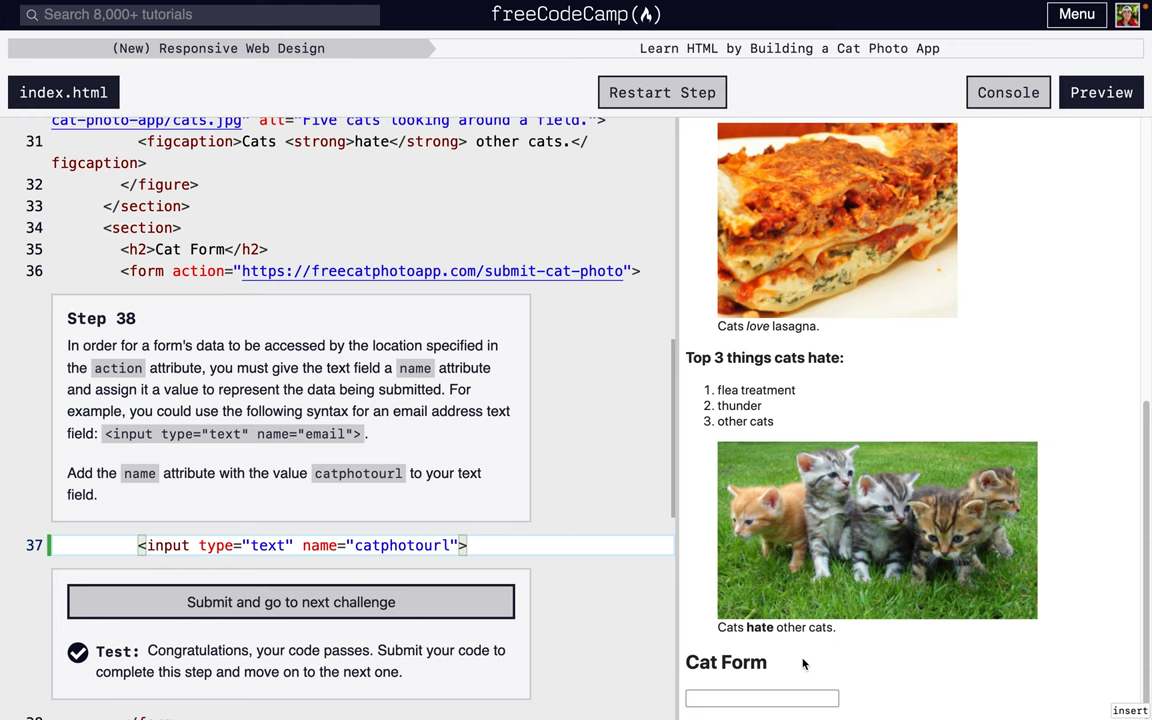 Search 8,000+ tutorials
freeCodeCamp
Menu
(New) Responsive Web Design
Learn HTML by Building a Cat Photo App
index.html
Restart Step
Console
Preview
cat-photo-app/cats.jpg" alt="Five cats looking around a field.">
31 <figcaption>Cats <strong>hate</strong> other cats.</
figcaption>
32 </figure>
33 </section>
34 <section>
35 <h2>Cat Form</h2>
36 <form action="https://freecatphotoapp.com/submit-cat-photo">
Step 38
In order for a form's data to be accessed by the location specified in
the action attribute, you must give the text field a name attribute
and assign it a value to represent the data being submitted. For
example, you could use the following syntax for an email address text
field: <input type="text" name="email">.
Add the name attribute with the value catphotourl to your text
field.
37 <input type="text" name="catphotourl">
Submit and go to next challenge
Test: Congratulations, your code passes. Submit your code to
complete this step and move on to the next one.
38 </form>
Cats love lasagna.
Top 3 things cats hate:
1. flea treatment
2. thunder
3. other cats
Cats hate other cats.
Cat Form
insert